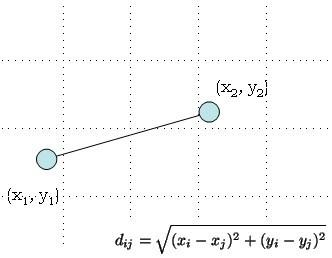 (x₂, y₂)
(x₁, y₁)
dᵢⱼ = √((xᵢ − xⱼ)² + (yᵢ − yⱼ)²)